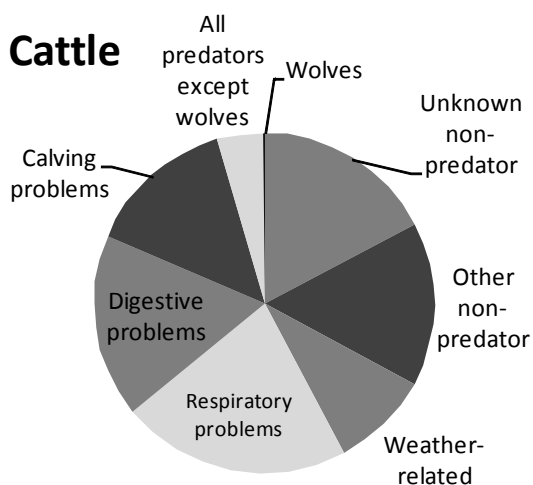 Cattle
All
predators
except
wolves
Wolves
Unknown
non-
predator
Calving
problems
Other
non-
predator
Digestive
problems
Respiratory
problems
Weather-
related